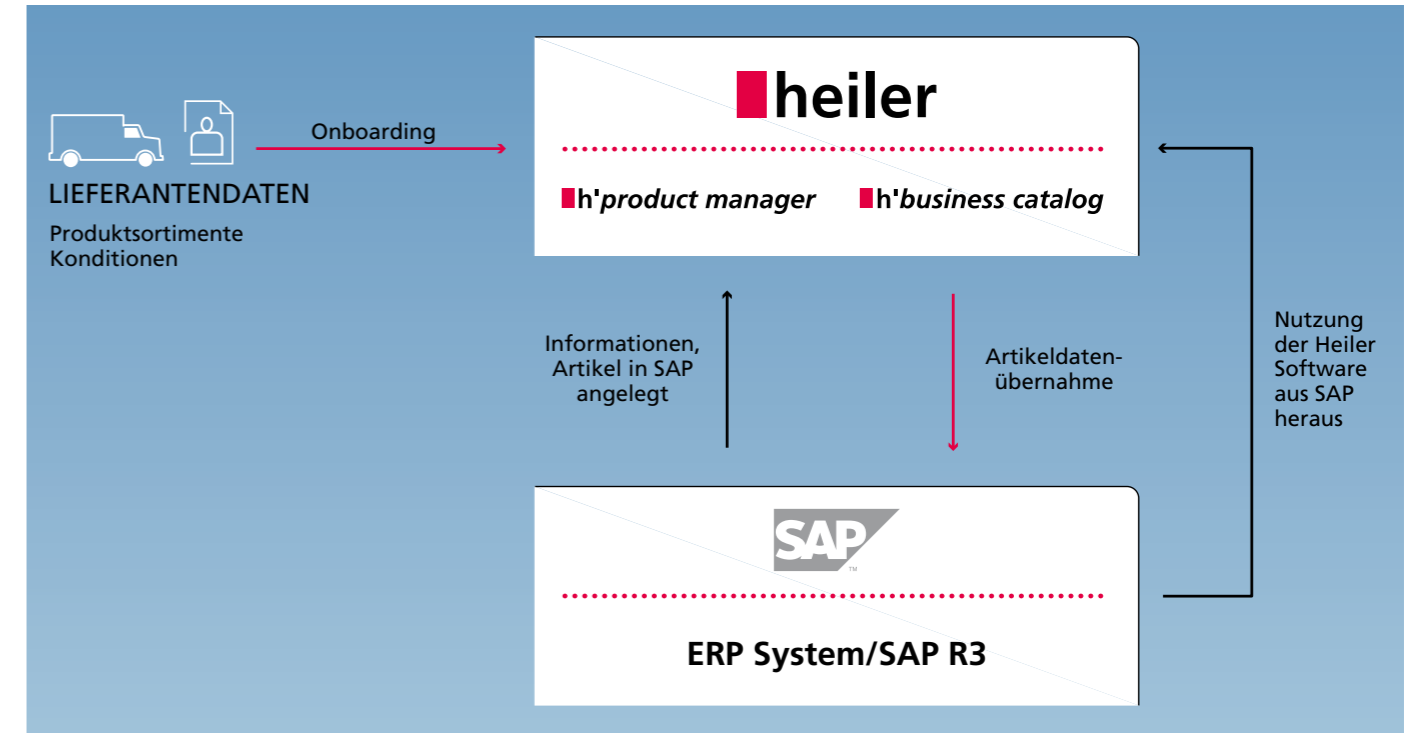 heiler
Onboarding
h'product manager
h'business catalog
LIEFERANTENDATEN
Produktsortimente
Konditionen
Informationen,
Artikel in SAP
angelegt
Artikeldaten-
übernahme
Nutzung
der Heiler
Software
aus SAP
heraus
SAP
TM
ERP System/SAP R3